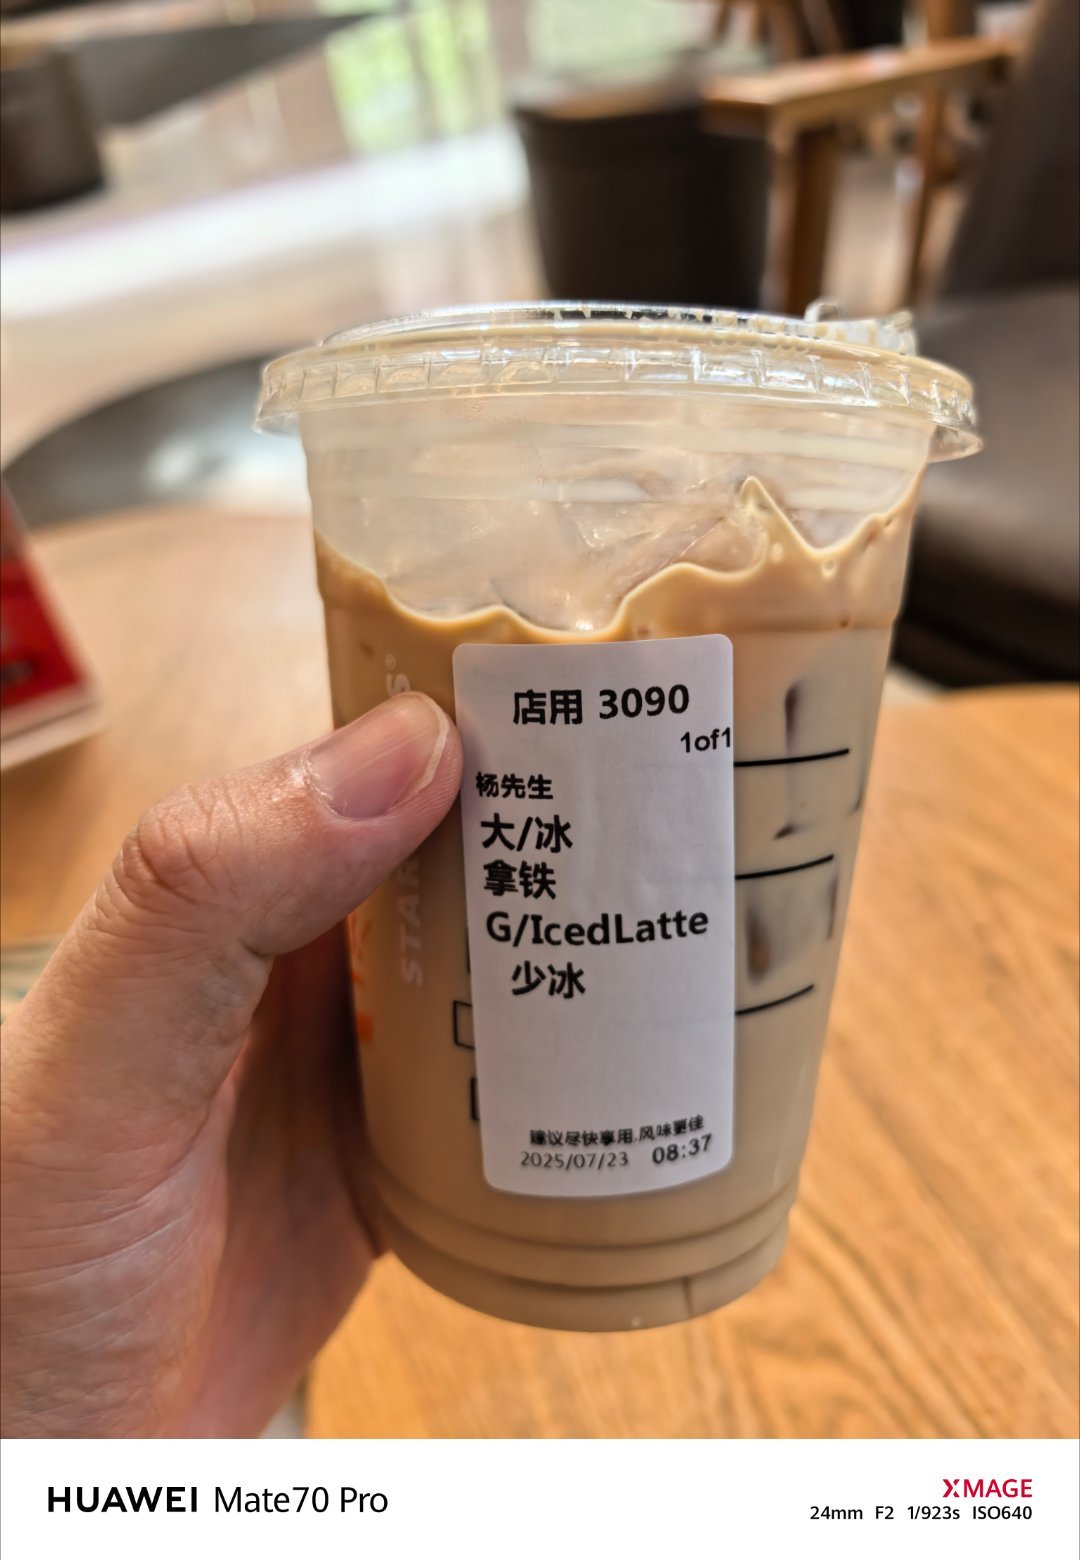 店用 3090
1of1
杨先生
大/冰
拿铁
G/IcedLatte
少冰
建议尽快享用,风味更佳
2025/07/23 08:37
HUAWEI Mate70 Pro
XMAGE
24mm F2 1/923s ISO640